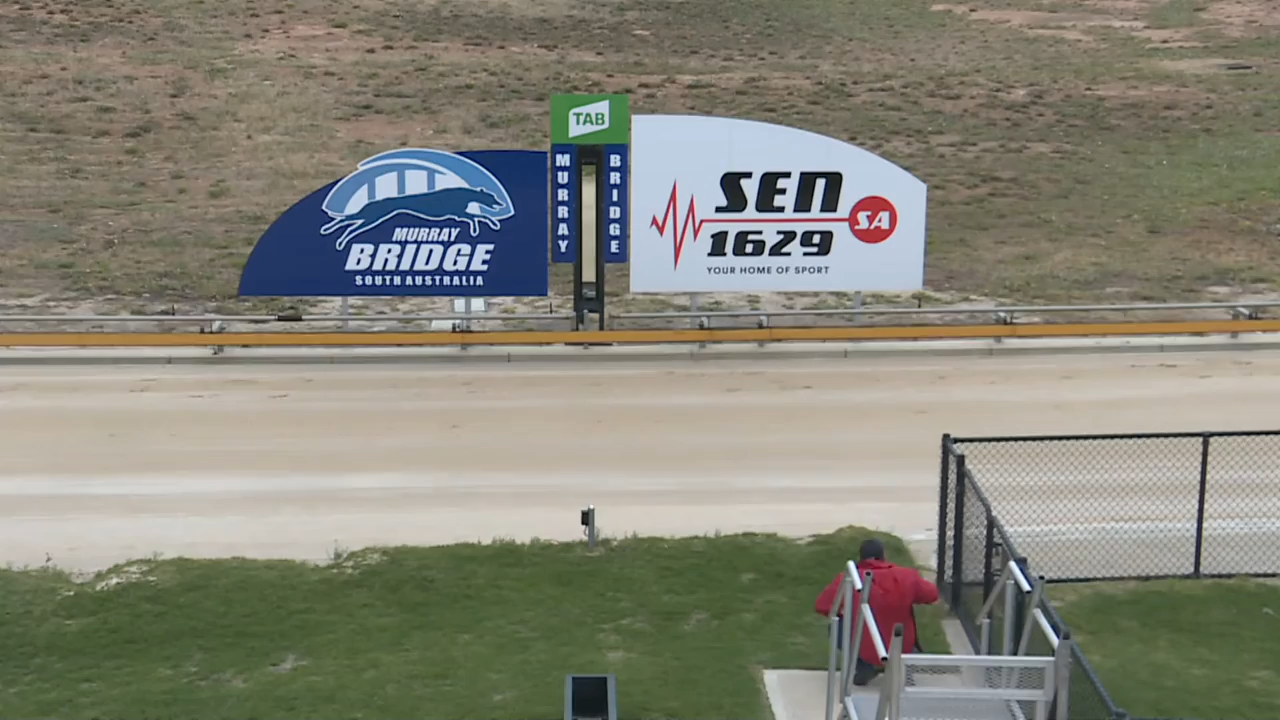 TAB
MURRAY
BRIDGE
MURRAY
BRIDGE
SOUTH AUSTRALIA
SEN
SA
1629
YOUR HOME OF SPORT